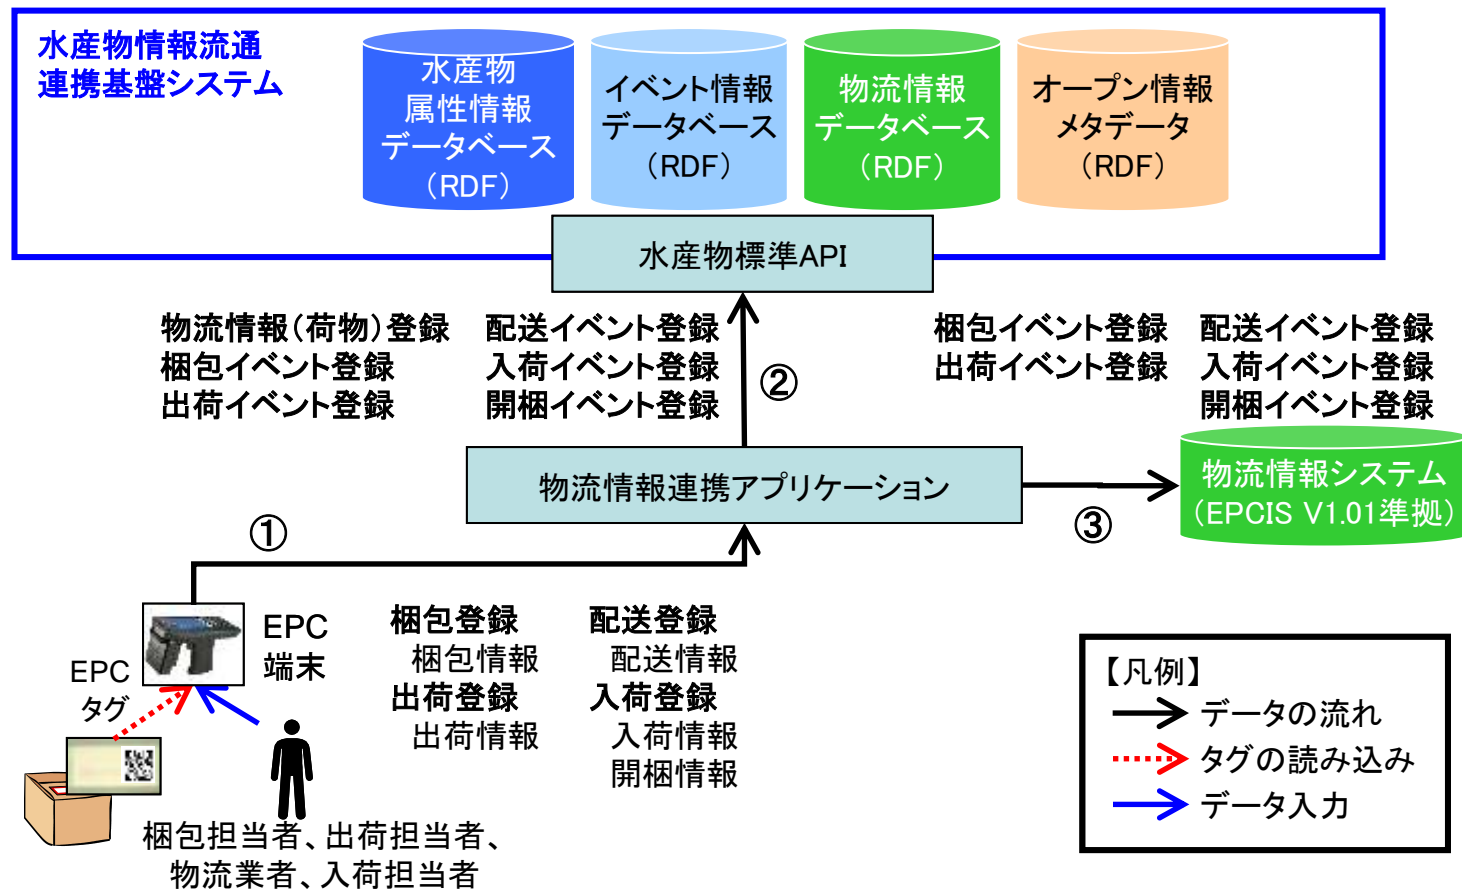 水産物情報流通
連携基盤システム
水産物
属性情報
データベース
（RDF）
イベント情報
データベース
（RDF）
物流情報
データベース
（RDF）
オープン情報
メタデータ
（RDF）
水産物標準API
物流情報（荷物）登録
梱包イベント登録
出荷イベント登録
配送イベント登録
入荷イベント登録
開梱イベント登録
②
梱包イベント登録
出荷イベント登録
配送イベント登録
入荷イベント登録
開梱イベント登録
物流情報連携アプリケーション
③
物流情報システム
（EPCIS V1.01準拠）
①
EPC
端末
EPC
タグ
梱包登録
梱包情報
出荷登録
出荷情報
配送登録
配送情報
入荷登録
入荷情報
開梱情報
梱包担当者、出荷担当者、
物流業者、入荷担当者
【凡例】
データの流れ
タグの読み込み
データ入力